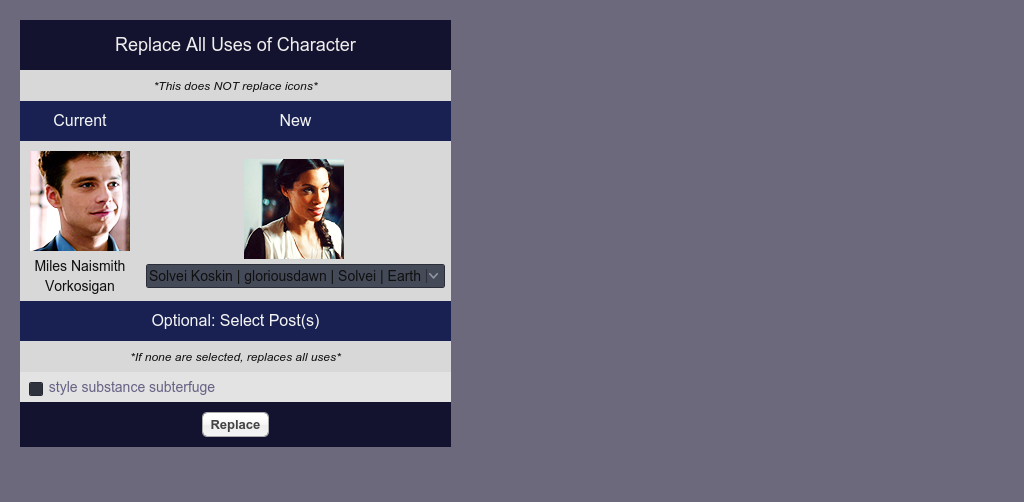 Replace All Uses of Character
*This does NOT replace icons*
Current New
Miles Naismith
Vorkosigan
Solvei Koskin | gloriousdawn | Solvei | Earth |
Optional: Select Post(s)
*If none are selected, replaces all uses*
style substance subterfuge
Replace